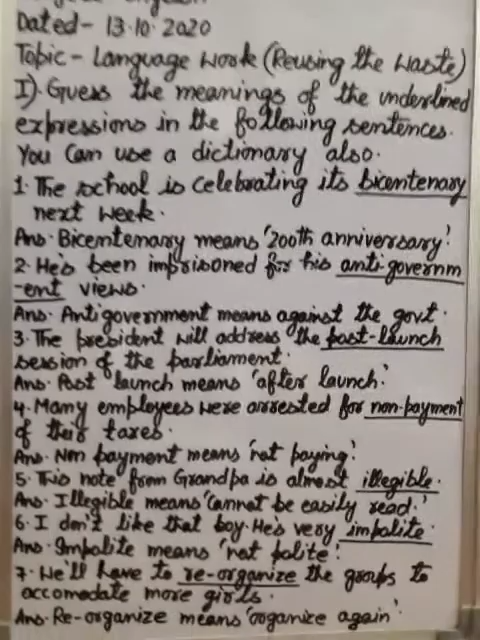 Dated- 13.10.2020
Topic- Language work (Reusing the waste)
I). Guess the meanings of the underlined
expressions in the following sentences.
You Can use a dictionary also.
1. The school is celebrating its bicentenary
next week.
Ans. Bicentenary means '200th anniversary'.
2. He's been imprisoned for his anti-governm
-ent views.
Ans. Anti government means against the govt.
3. The president will address the post-launch
session of the parliament.
Ans. Post launch means 'after launch.'
4. Many employees were arrested for non-payment
of their taxes.
Ans. Non payment means 'not paying'.
5. This note from Grandpa is almost illegible.
Ans. Illegible means 'cannot be easily read.'
6. I don't like that boy. He's very impolite.
Ans. Impolite means 'not polite'.
7. We'll have to re-organize the groups to
accomodate more girls.
Ans. Re-organize means 'organize again'